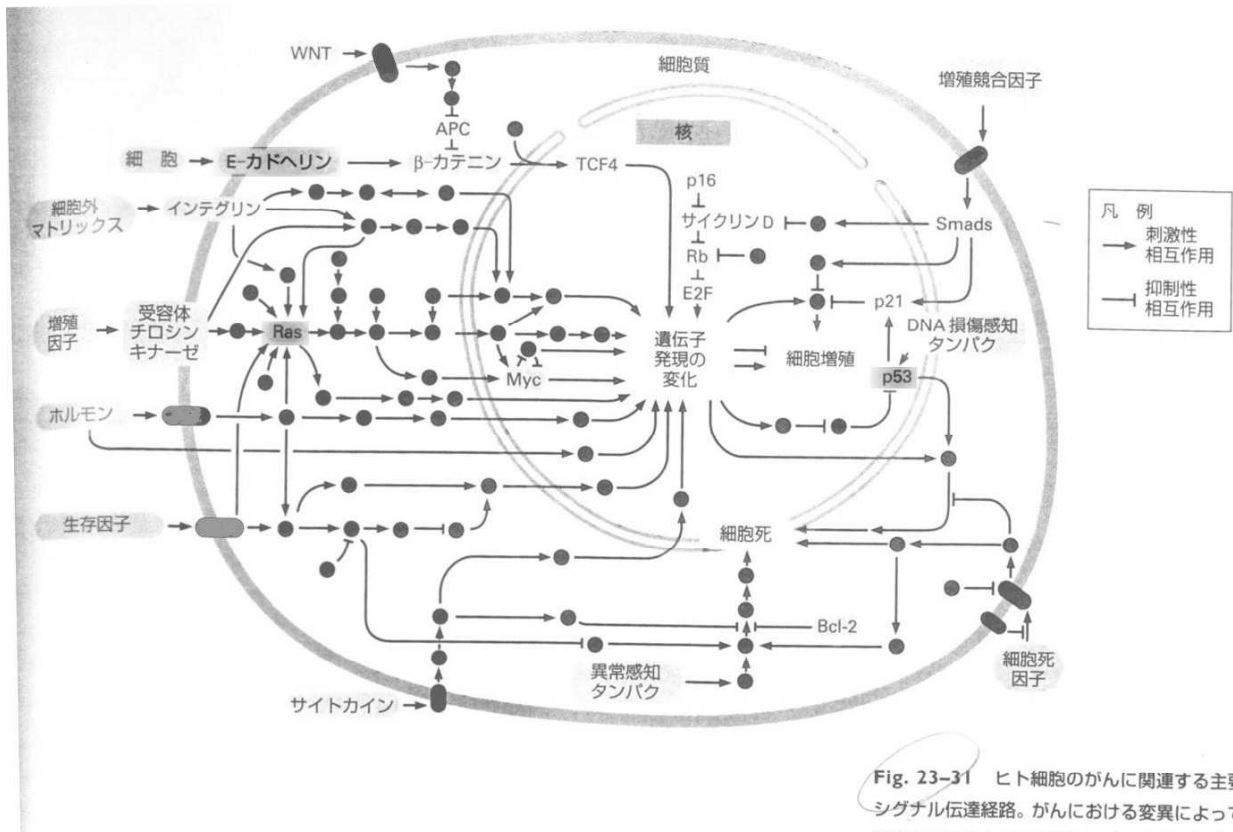 WNT
細胞質
増殖競合因子
核
APC
細 胞
E-カドヘリン
β-カテニン
TCF4
p16
細胞外
マトリックス
インテグリン
サイクリン D
Smads
凡 例
刺激性
相互作用
抑制性
相互作用
Rb
E2F
p21
増殖
因子
受容体
チロシン
キナーゼ
Ras
Myc
遺伝子
発現の
変化
細胞増殖
DNA 損傷感知
タンパク
p53
ホルモン
生存因子
細胞死
Bcl-2
異常感知
タンパク
サイトカイン
細胞死
因子
Fig. 23–31 ヒト細胞のがんに関連する主要
シグナル伝達経路。がんにおける変異によって